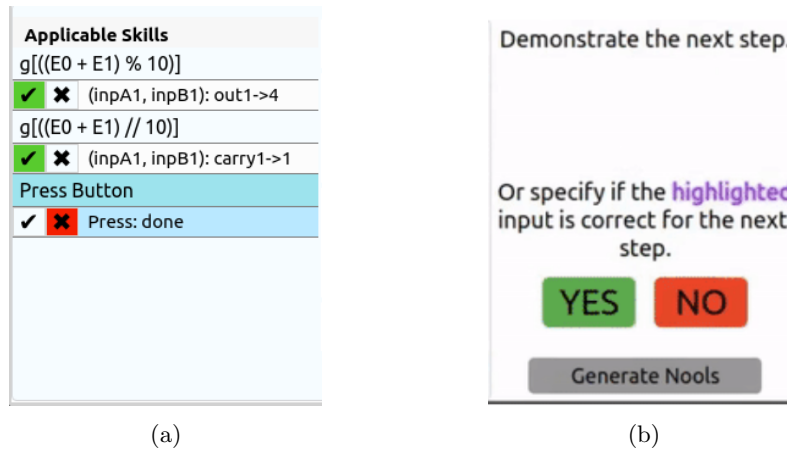 Applicable Skills
g[((E0 + E1) % 10)]
✔ ✖ (inpA1, inpB1): out1->4
g[((E0 + E1) // 10)]
✔ ✖ (inpA1, inpB1): carry1->1
Press Button
✔ ✖ Press: done
(a)
Demonstrate the next step.
Or specify if the highlighted
input is correct for the next
step.
YES NO
Generate Nools
(b)